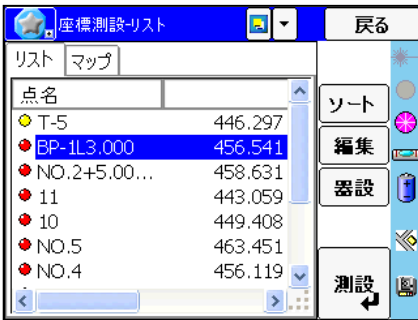 座標測設-リスト
戻る
リスト マップ
点名
T-5 446.297
BP-1L3.000 456.541
NO.2+5.00... 458.631
11 443.059
10 449.408
NO.5 463.451
NO.4 456.119
ソート
編集
器設
測設